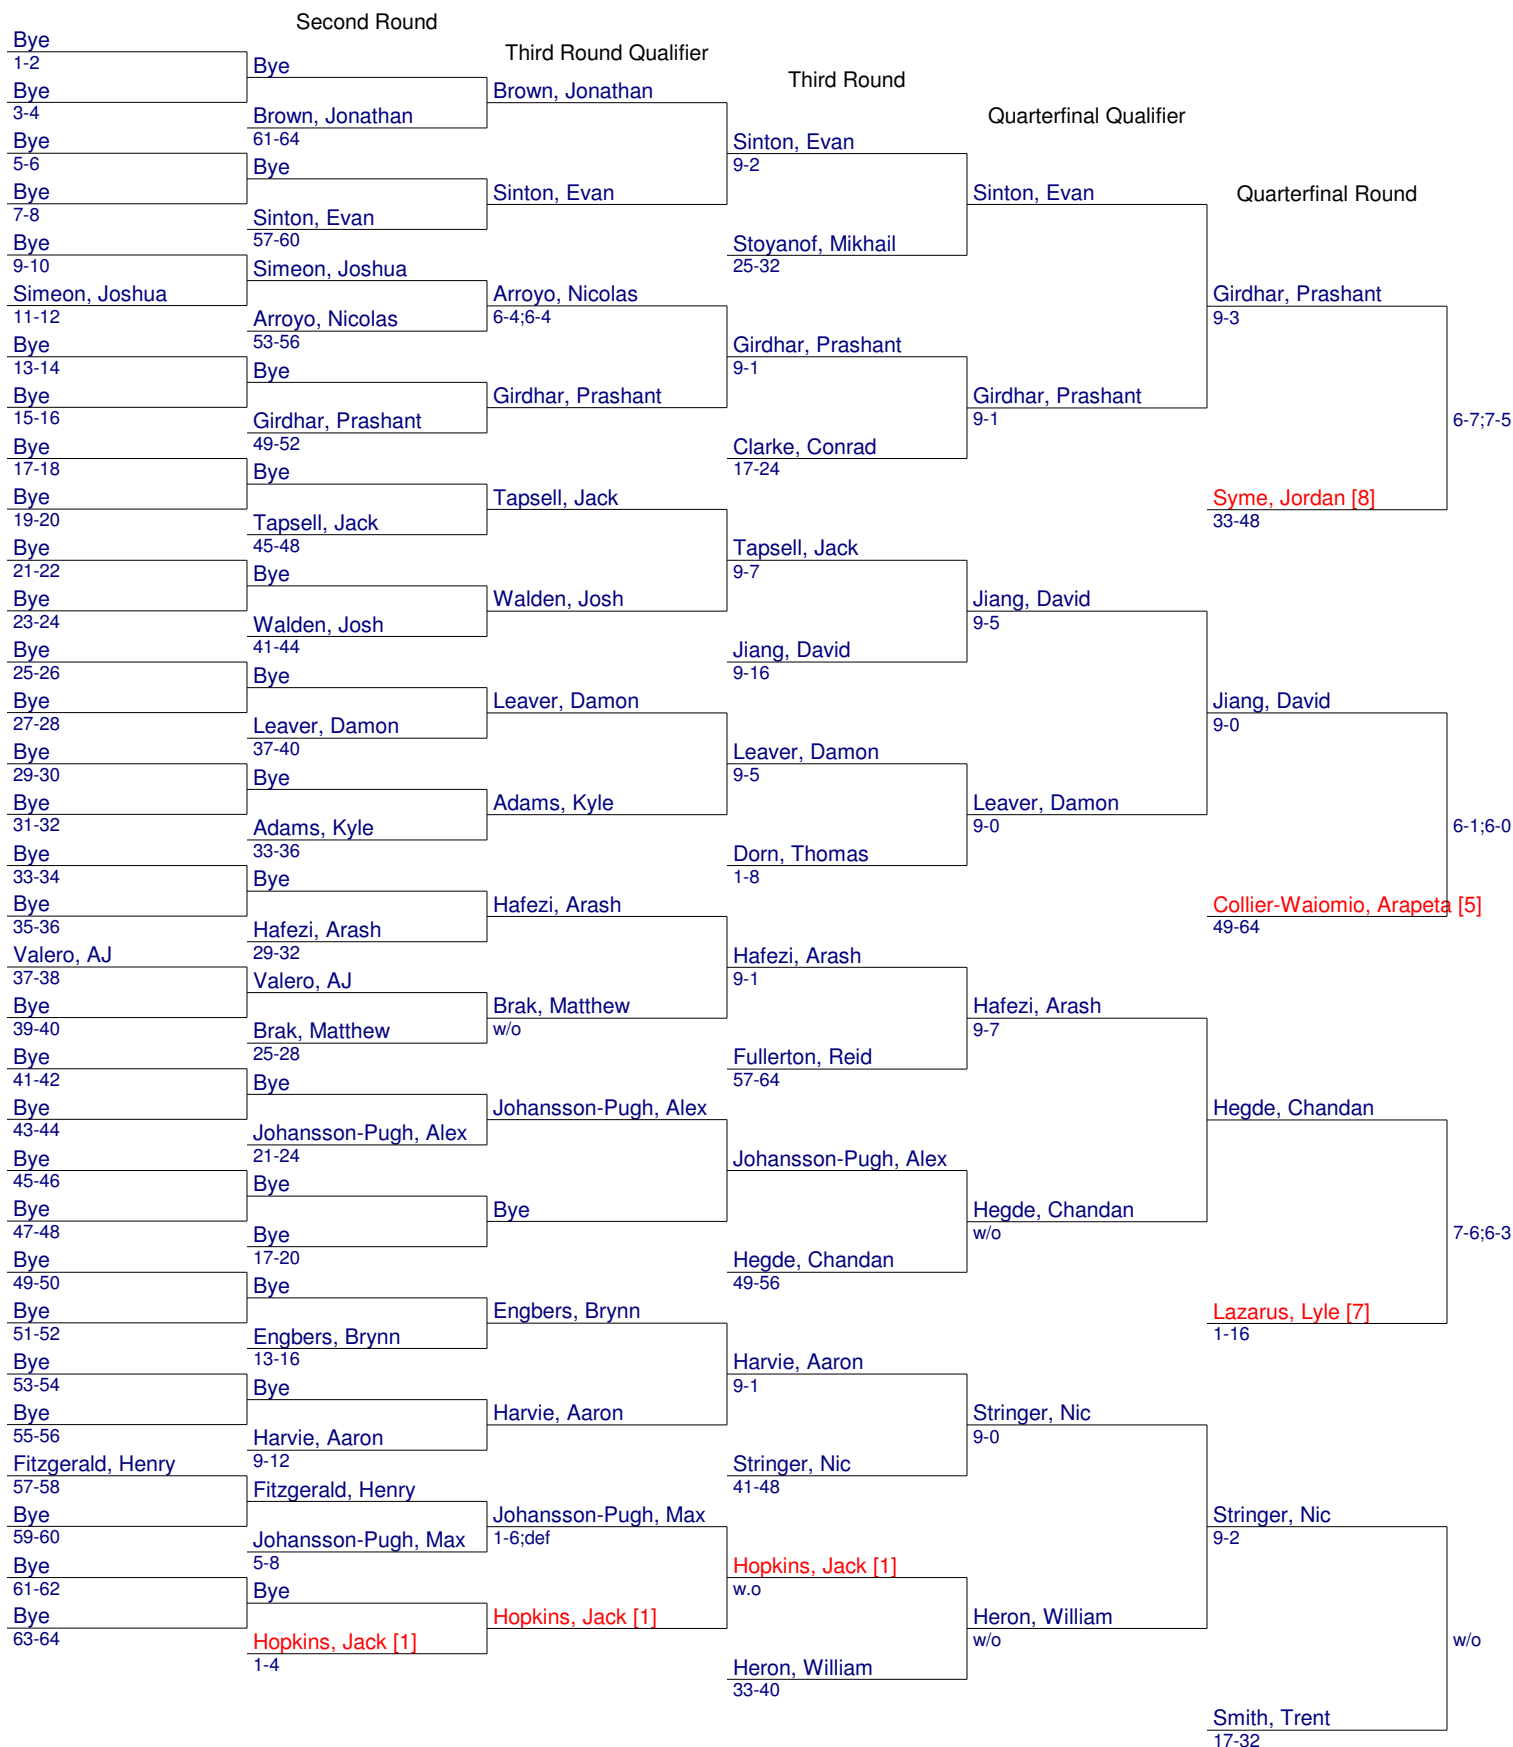 Second Round
Third Round Qualifier
Third Round
Quarterfinal Qualifier
Quarterfinal Round
Bye
1-2
Bye
3-4
Bye
5-6
Bye
7-8
Bye
9-10
Simeon, Joshua
11-12
Bye
13-14
Bye
15-16
Bye
17-18
Bye
19-20
Bye
21-22
Bye
23-24
Bye
25-26
Bye
27-28
Bye
29-30
Bye
31-32
Bye
33-34
Bye
35-36
Valero, AJ
37-38
Bye
39-40
Bye
41-42
Bye
43-44
Bye
45-46
Bye
47-48
Bye
49-50
Bye
51-52
Bye
53-54
Bye
55-56
Fitzgerald, Henry
57-58
Bye
59-60
Bye
61-62
Bye
63-64
Bye
Brown, Jonathan
61-64
Bye
Sinton, Evan
57-60
Simeon, Joshua
Arroyo, Nicolas
53-56
Bye
Girdhar, Prashant
49-52
Bye
Tapsell, Jack
45-48
Bye
Walden, Josh
41-44
Bye
Leaver, Damon
37-40
Bye
Adams, Kyle
33-36
Bye
Hafezi, Arash
29-32
Valero, AJ
Brak, Matthew
25-28
Bye
Johansson-Pugh, Alex
21-24
Bye
Bye
17-20
Bye
Engbers, Brynn
13-16
Bye
Harvie, Aaron
9-12
Fitzgerald, Henry
Johansson-Pugh, Max
5-8
Bye
Hopkins, Jack [1]
1-4
Brown, Jonathan
Sinton, Evan
Arroyo, Nicolas
6-4;6-4
Girdhar, Prashant
Tapsell, Jack
Walden, Josh
Leaver, Damon
Adams, Kyle
Hafezi, Arash
Brak, Matthew
w/o
Johansson-Pugh, Alex
Bye
Engbers, Brynn
Harvie, Aaron
Johansson-Pugh, Max
1-6;def
Hopkins, Jack [1]
Sinton, Evan
9-2
Stoyanof, Mikhail
25-32
Girdhar, Prashant
9-1
Clarke, Conrad
17-24
Tapsell, Jack
9-7
Jiang, David
9-16
Leaver, Damon
9-5
Dorn, Thomas
1-8
Hafezi, Arash
9-1
Fullerton, Reid
57-64
Johansson-Pugh, Alex
Hegde, Chandan
49-56
Harvie, Aaron
9-1
Stringer, Nic
41-48
Hopkins, Jack [1]
w.o
Heron, William
33-40
Sinton, Evan
Girdhar, Prashant
9-1
Jiang, David
9-5
Leaver, Damon
9-0
Hafezi, Arash
9-7
Hegde, Chandan
w/o
Stringer, Nic
9-0
Heron, William
w/o
Girdhar, Prashant
9-3
Syme, Jordan [8]
33-48
Jiang, David
9-0
Collier-Waiomio, Arapeta [5]
49-64
Hegde, Chandan
Lazarus, Lyle [7]
1-16
Stringer, Nic
9-2
Smith, Trent
17-32
6-7;7-5
6-1;6-0
7-6;6-3
w/o